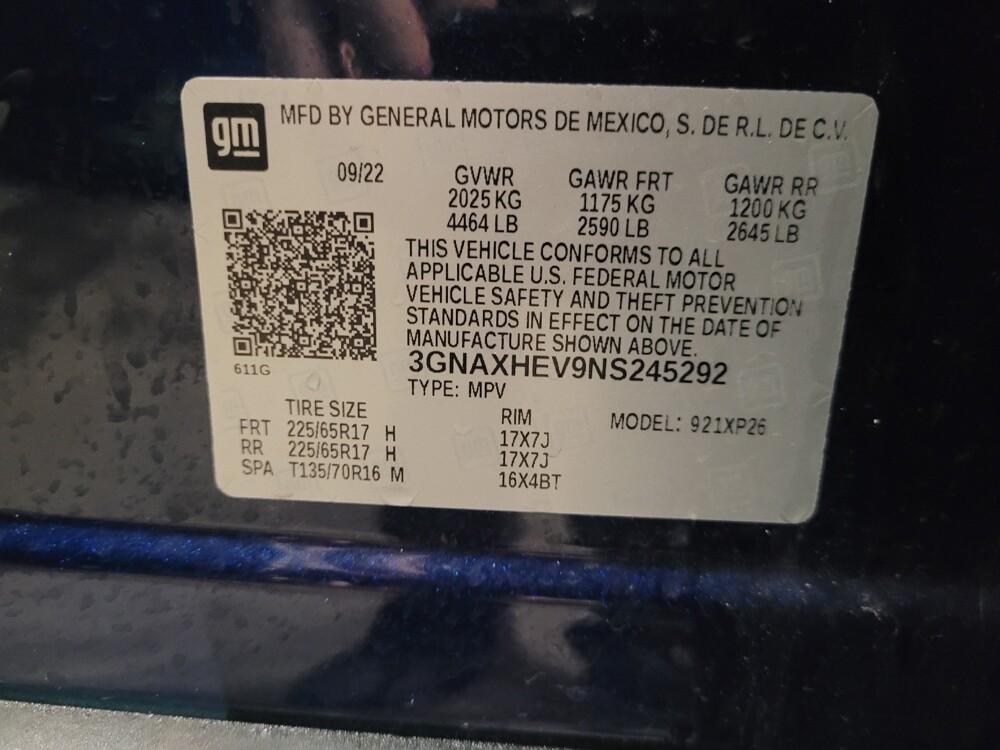 gm
MFD BY GENERAL MOTORS DE MEXICO, S. DE R.L. DE C.V.
09/22 GVWR GAWR FRT GAWR RR
2025 KG 1175 KG 1200 KG
4464 LB 2590 LB 2645 LB
THIS VEHICLE CONFORMS TO ALL
APPLICABLE U.S. FEDERAL MOTOR
VEHICLE SAFETY AND THEFT PREVENTION
STANDARDS IN EFFECT ON THE DATE OF
MANUFACTURE SHOWN ABOVE.
611G
3GNAXHEV9NS245292
TYPE: MPV
TIRE SIZE RIM MODEL: 921XP26
FRT 225/65R17 H 17X7J
RR 225/65R17 H 17X7J
SPA T135/70R16 M 16X4BT